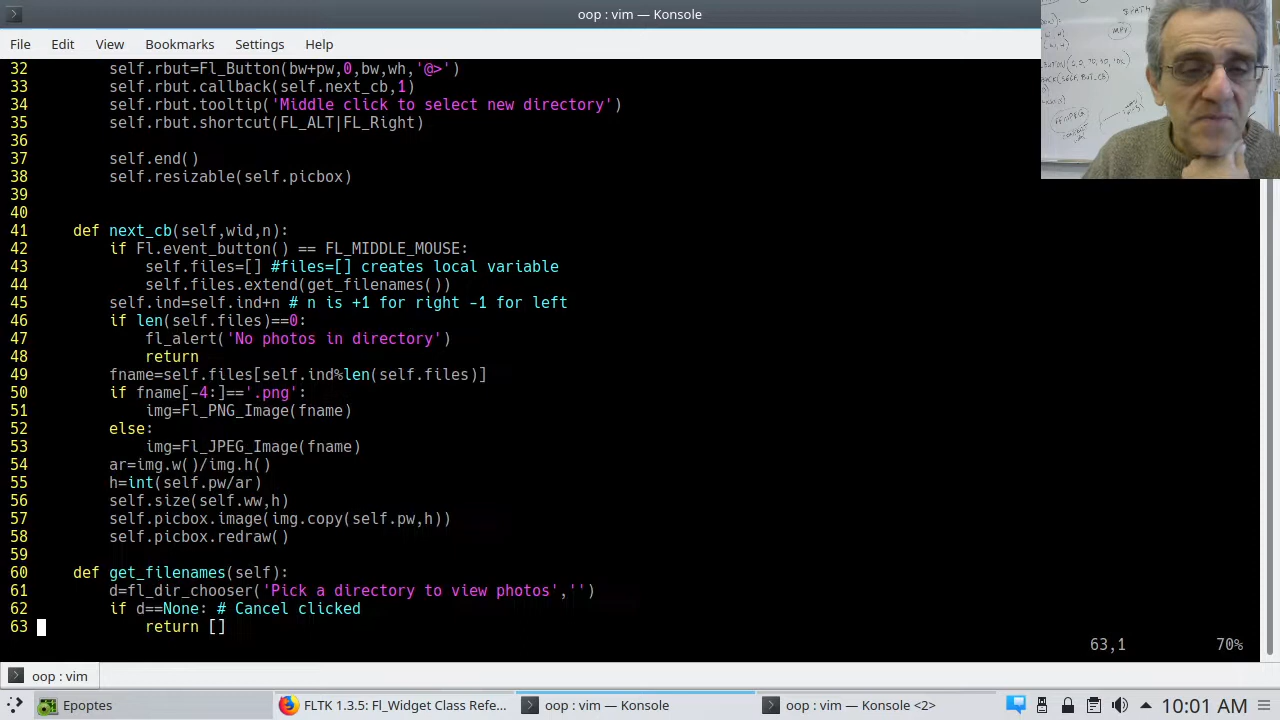 oop : vim — Konsole
File Edit View Bookmarks Settings Help
32         self.rbut=Fl_Button(bw+pw,0,bw,wh,'@>')
33         self.rbut.callback(self.next_cb,1)
34         self.rbut.tooltip('Middle click to select new directory')
35         self.rbut.shortcut(FL_ALT|FL_Right)
36
37         self.end()
38         self.resizable(self.picbox)
39
40
41     def next_cb(self,wid,n):
42         if Fl.event_button() == FL_MIDDLE_MOUSE:
43             self.files=[] #files=[] creates local variable
44             self.files.extend(get_filenames())
45         self.ind=self.ind+n # n is +1 for right -1 for left
46         if len(self.files)==0:
47             fl_alert('No photos in directory')
48             return
49         fname=self.files[self.ind%len(self.files)]
50         if fname[-4:]=='.png':
51             img=Fl_PNG_Image(fname)
52         else:
53             img=Fl_JPEG_Image(fname)
54         ar=img.w()/img.h()
55         h=int(self.pw/ar)
56         self.size(self.ww,h)
57         self.picbox.image(img.copy(self.pw,h))
58         self.picbox.redraw()
59
60     def get_filenames(self):
61         d=fl_dir_chooser('Pick a directory to view photos','')
62         if d==None: # Cancel clicked
63             return []
63,1 70%
oop : vim
Epoptes FLTK 1.3.5: Fl_Widget Class Refe... oop : vim — Konsole oop : vim — Konsole <2> 10:01 AM